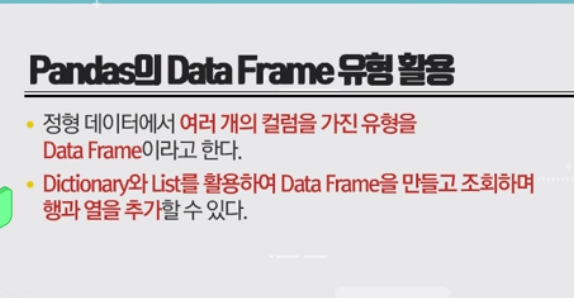 Pandas의 Data Frame 유형 활용
• 정형 데이터에서 여러 개의 컬럼을 가진 유형을
Data Frame이라고 한다.
• Dictionary와 List를 활용하여 Data Frame을 만들고 조회하며
행과 열을 추가할 수 있다.